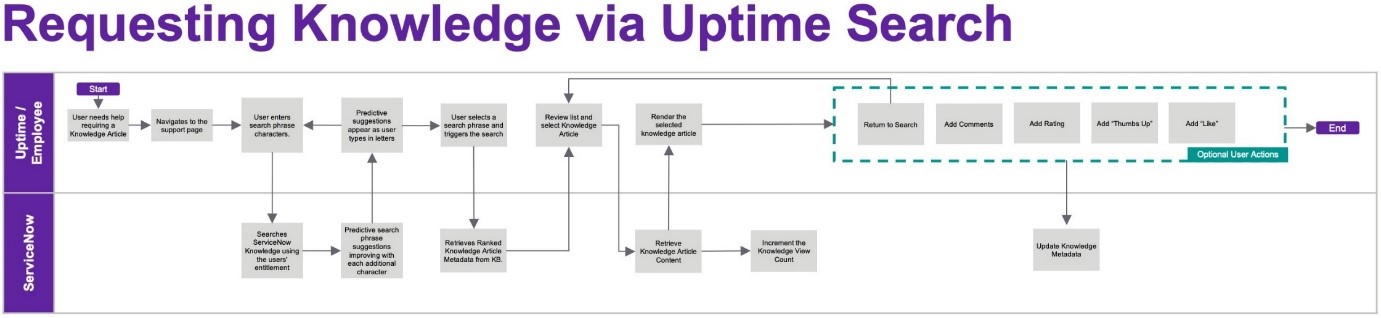 Requesting Knowledge via Uptime Search
Uptime /
Employee
Start
User needs help
requiring a
Knowledge Article
Navigates to the
support page
User enters
search phrase
characters.
Predictive
suggestions
appear as user
types in letters
User selects a
search phrase and
triggers the search
Review list and
select Knowledge
Article
Render the
selected
knowledge article
Return to Search
Add Comments
Add Rating
Add "Thumbs Up"
Add "Like"
Optional User Actions
End
ServiceNow
Searches
ServiceNow
Knowledge using
the users'
entitlement
Predictive search
phrase
suggestions
improving with
each additional
character
Retrieves Ranked
Knowledge Article
Metadata from KB.
Retrieve
Knowledge Article
Content
Increment the
Knowledge View
Count
Update Knowledge
Metadata